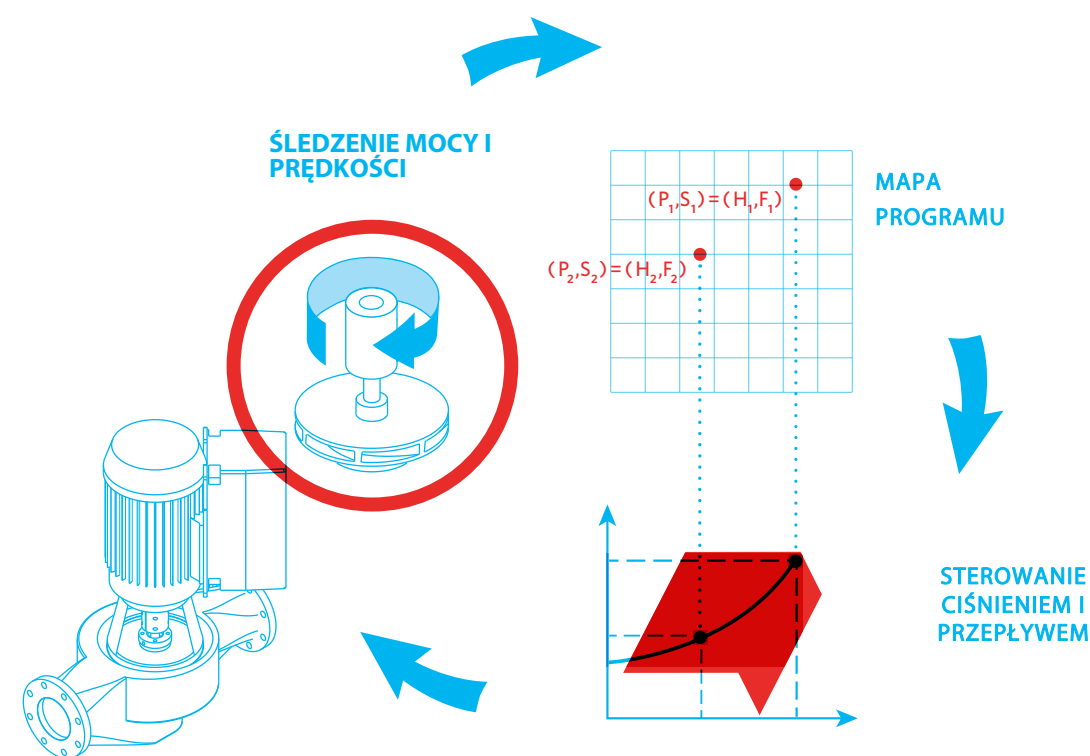 ŚLEDZENIE MOCY I
PRĘDKOŚCI
(P₁,S₁)=(H₁,F₁)
(P₂,S₂)=(H₂,F₂)
MAPA
PROGRAMU
STEROWANIE
CIŚNIENIEM I
PRZEPŁYWEM